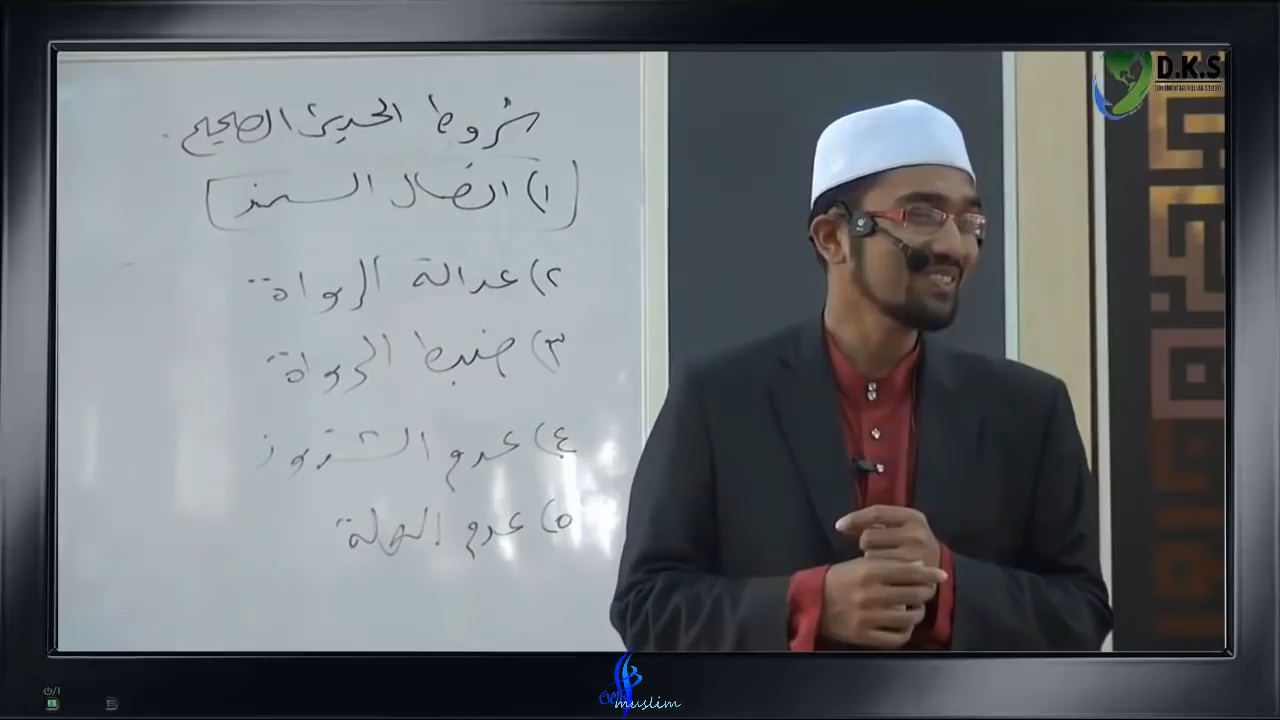 شروط الحديث الصحيح.
١) اتصال السند
٢) عدالة الرواة
٣) ضبط الرواة
٤) عدم الشذوذ
٥) عدم العلة
D.K.S
muslim